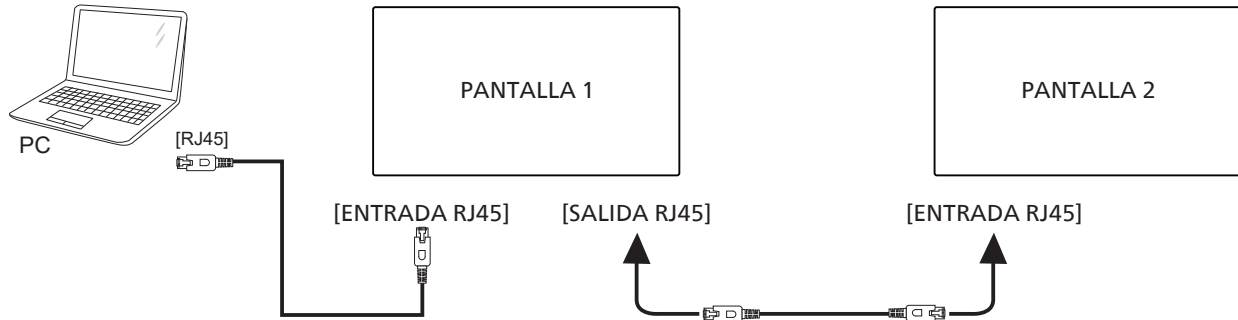 PANTALLA 1
PANTALLA 2
PC
[RJ45]
[ENTRADA RJ45]
[SALIDA RJ45]
[ENTRADA RJ45]